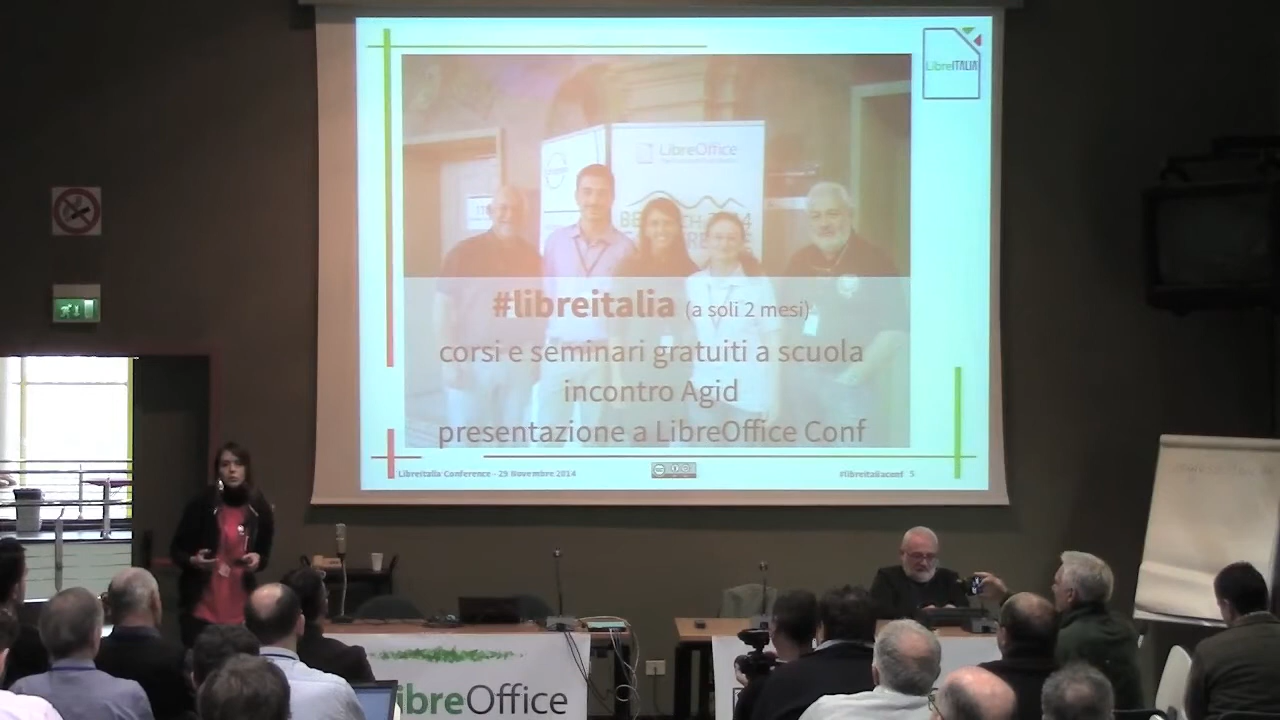 LibreITALIA
LibreOffice
#libreitalia (a soli 2 mesi)
corsi e seminari gratuiti a scuola
incontro Agid
presentazione a LibreOffice Conf
LibreItalia Conference - 29 Novembre 2014
#libreitaliaconf 5
LibreOffice